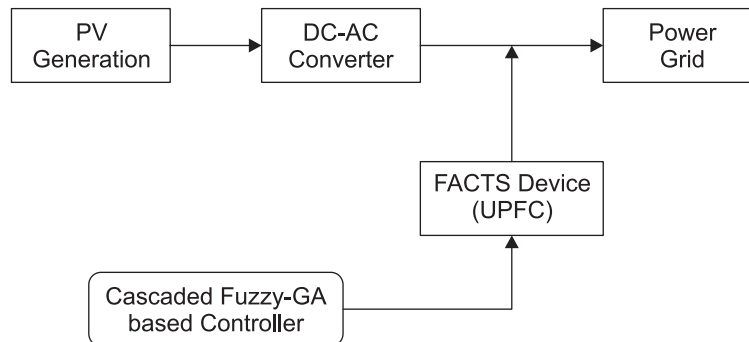 PV
Generation
DC-AC
Converter
Power
Grid
FACTS Device
(UPFC)
Cascaded Fuzzy-GA
based Controller